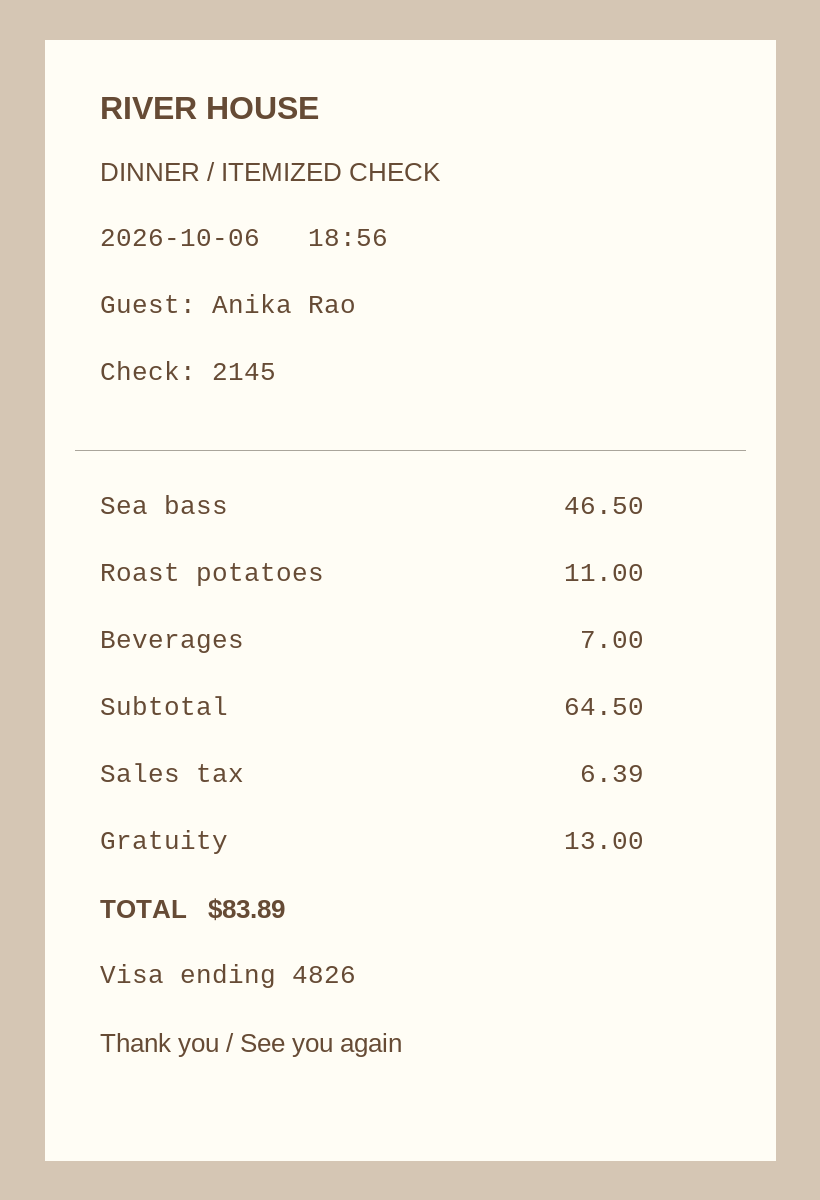 RIVER HOUSE
DINNER / ITEMIZED CHECK
2026-10-06   18:56
Guest: Anika Rao
Check: 2145
Sea bass 46.50
Roast potatoes 11.00
Beverages 7.00
Subtotal 64.50
Sales tax 6.39
Gratuity 13.00
TOTAL   $83.89
Visa ending 4826
Thank you / See you again